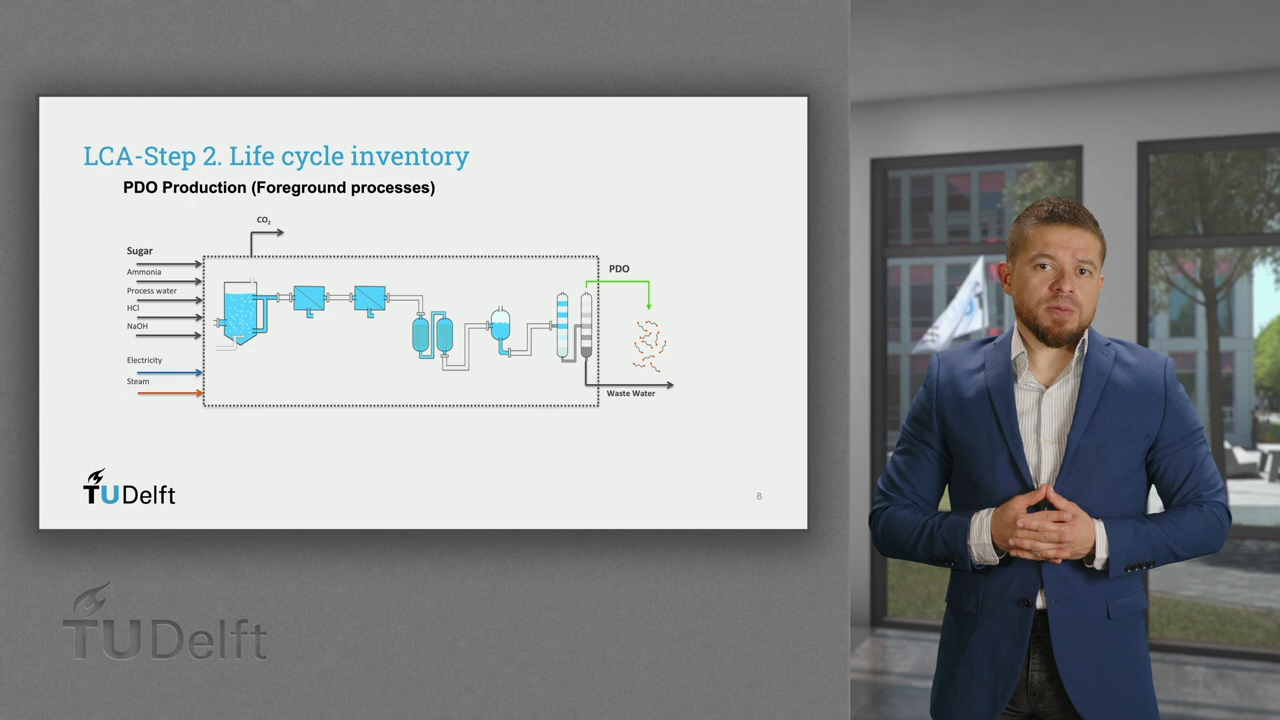 LCA-Step 2. Life cycle inventory
PDO Production (Foreground processes)
CO2
Sugar
Ammonia
Process water
HCl
NaOH
Electricity
Steam
PDO
Waste Water
TUDelft
8
TUDelft